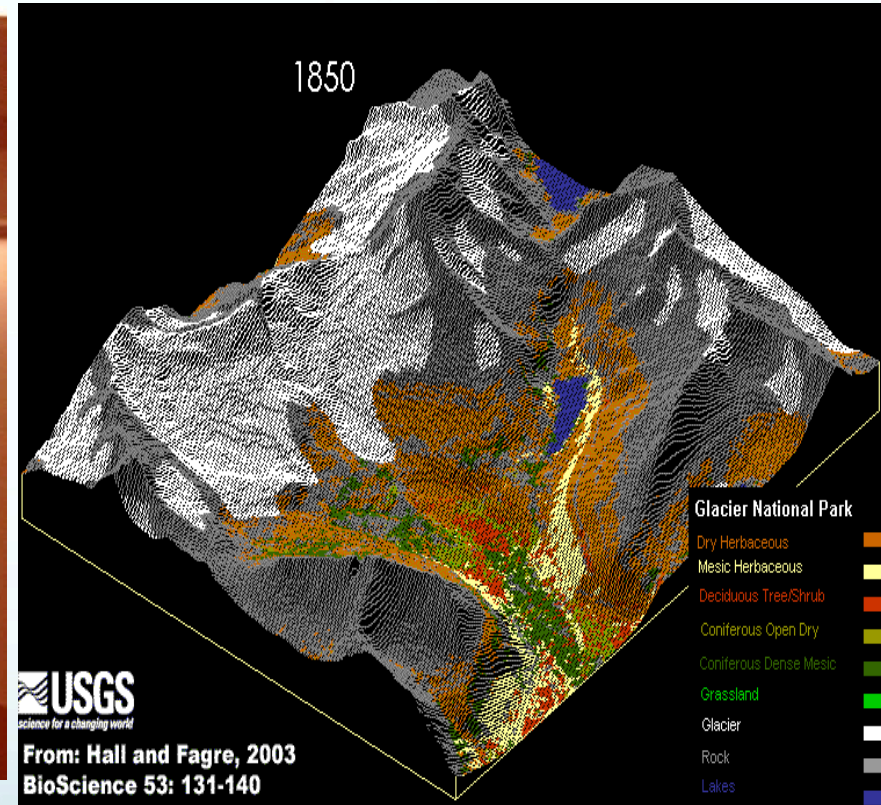 1850
Glacier National Park
Dry Herbaceous
Mesic Herbaceous
Deciduous Tree/Shrub
Coniferous Open Dry
Coniferous Dense Mesic
Grassland
Glacier
Rock
Lakes
USGS
science for a changing world
From: Hall and Fagre, 2003
BioScience 53: 131-140